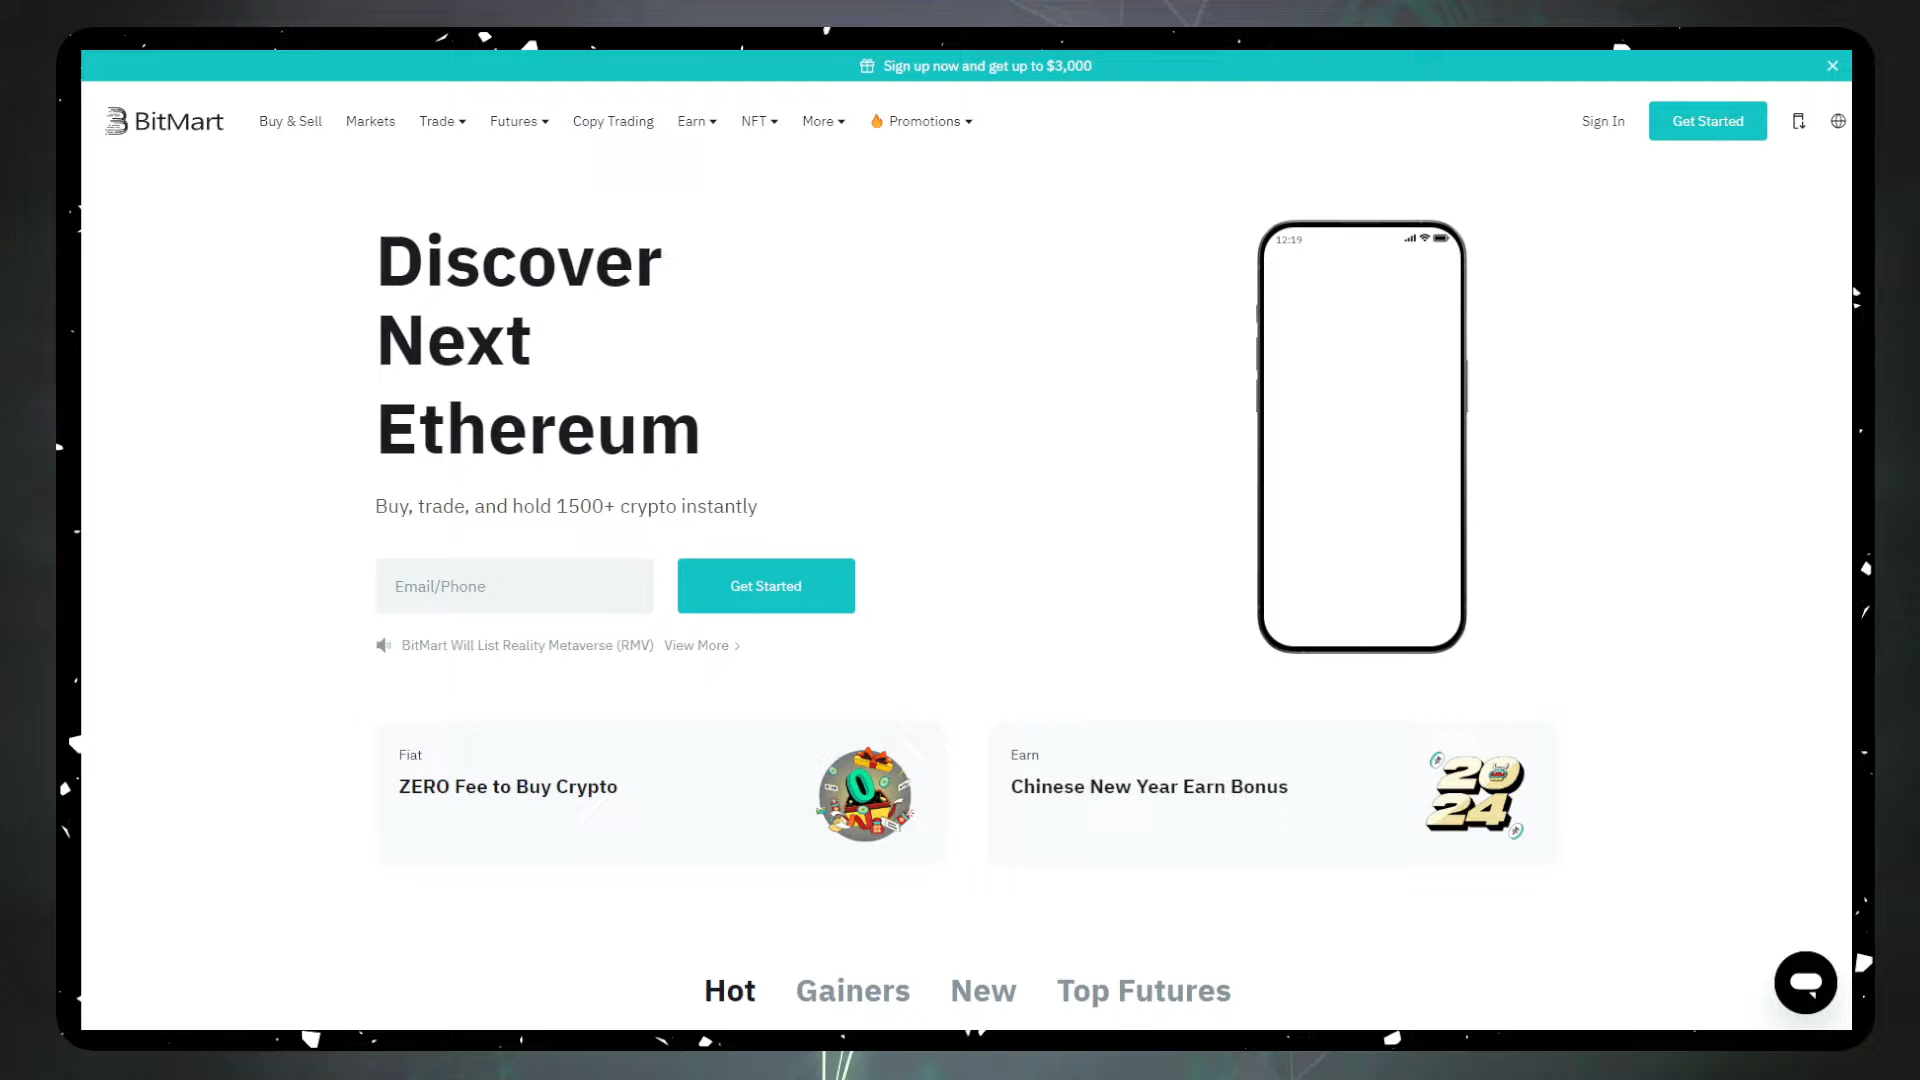 Sign up now and get up to $3,000
BitMart
Buy & Sell
Markets
Trade
Futures
Copy Trading
Earn
NFT
More
Promotions
Sign In
Get Started
Discover
Next
Ethereum
12:19
Buy, trade, and hold 1500+ crypto instantly
Email/Phone
Get Started
BitMart Will List Reality Metaverse (RMV) View More >
Fiat
ZERO Fee to Buy Crypto
Earn
Chinese New Year Earn Bonus
2024
Hot
Gainers
New
Top Futures